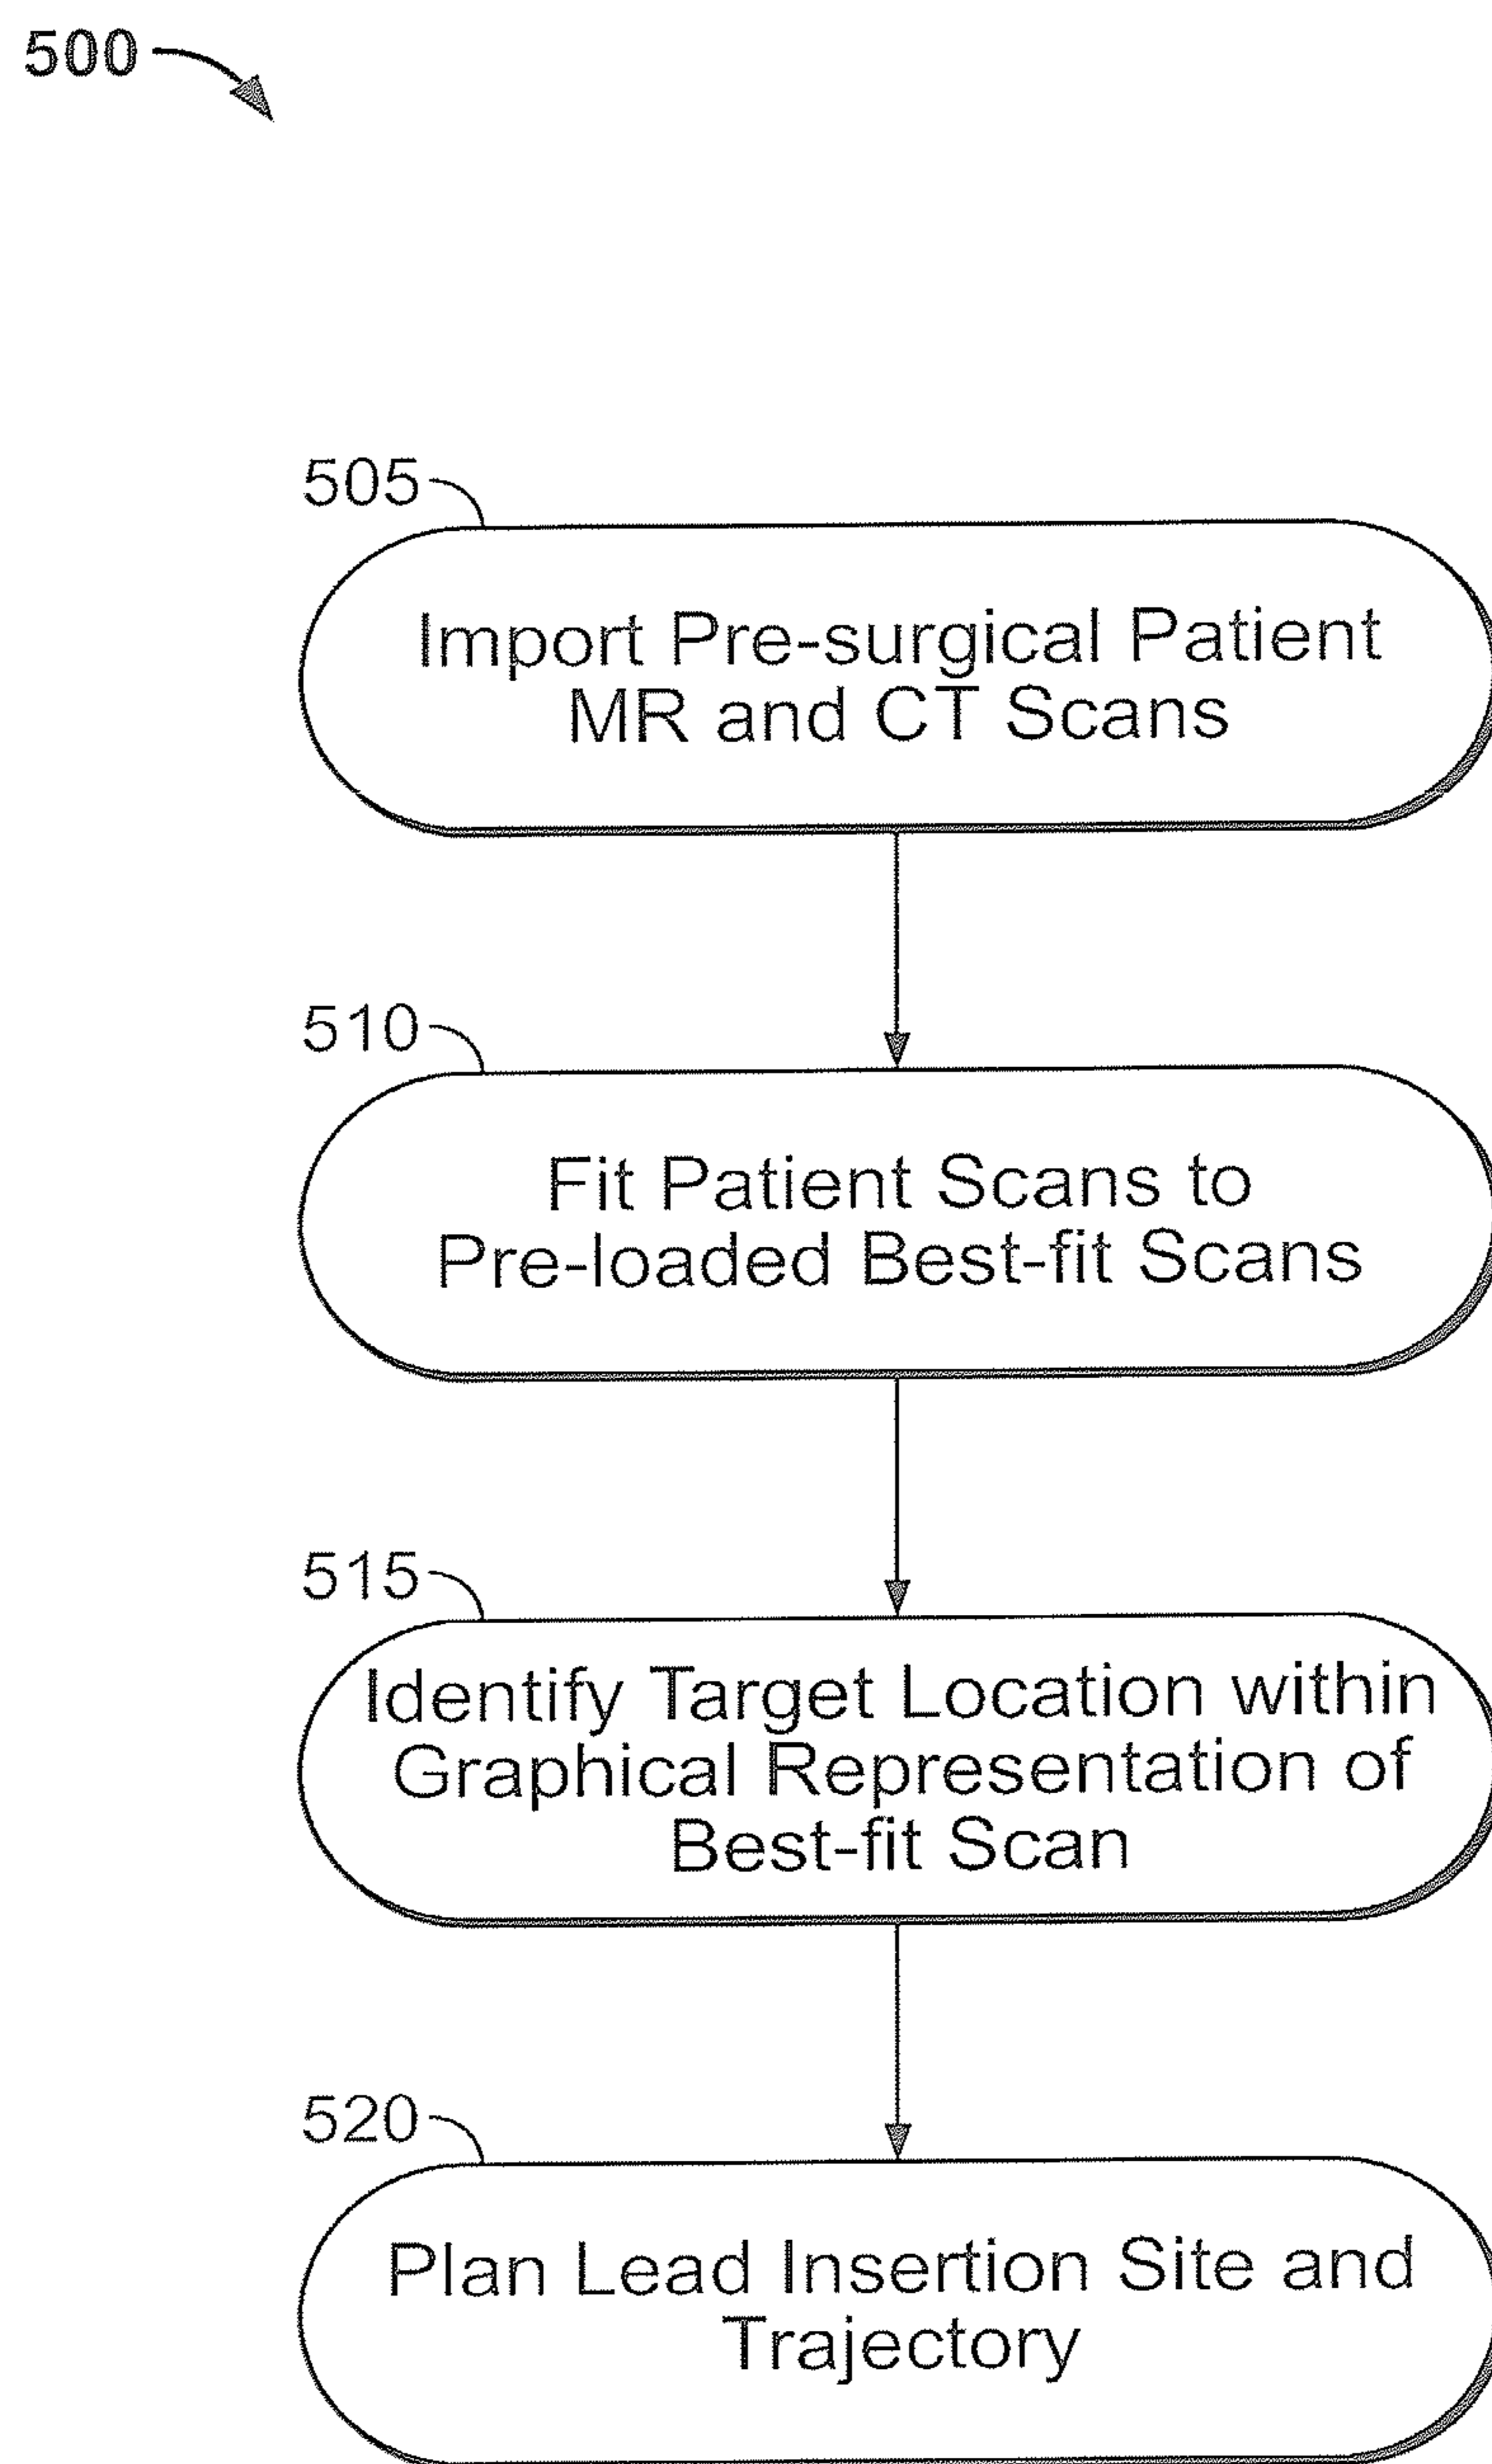 500
505
Import Pre-surgical Patient
MR and CT Scans
510
Fit Patient Scans to
Pre-loaded Best-fit Scans
515
Identify Target Location within
Graphical Representation of
Best-fit Scan
520
Plan Lead Insertion Site and
Trajectory